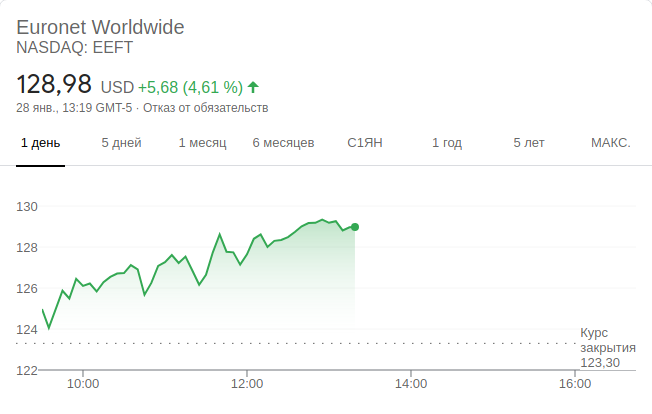 Euronet Worldwide
NASDAQ: EEFT
128,98 USD +5,68 (4,61 %)
28 янв., 13:19 GMT-5 · Отказ от обязательств
1 день 5 дней 1 месяц 6 месяцев С1ЯН 1 год 5 лет МАКС.
130
128
126
124
Курс
закрытия
123,30
122
10:00 12:00 14:00 16:00